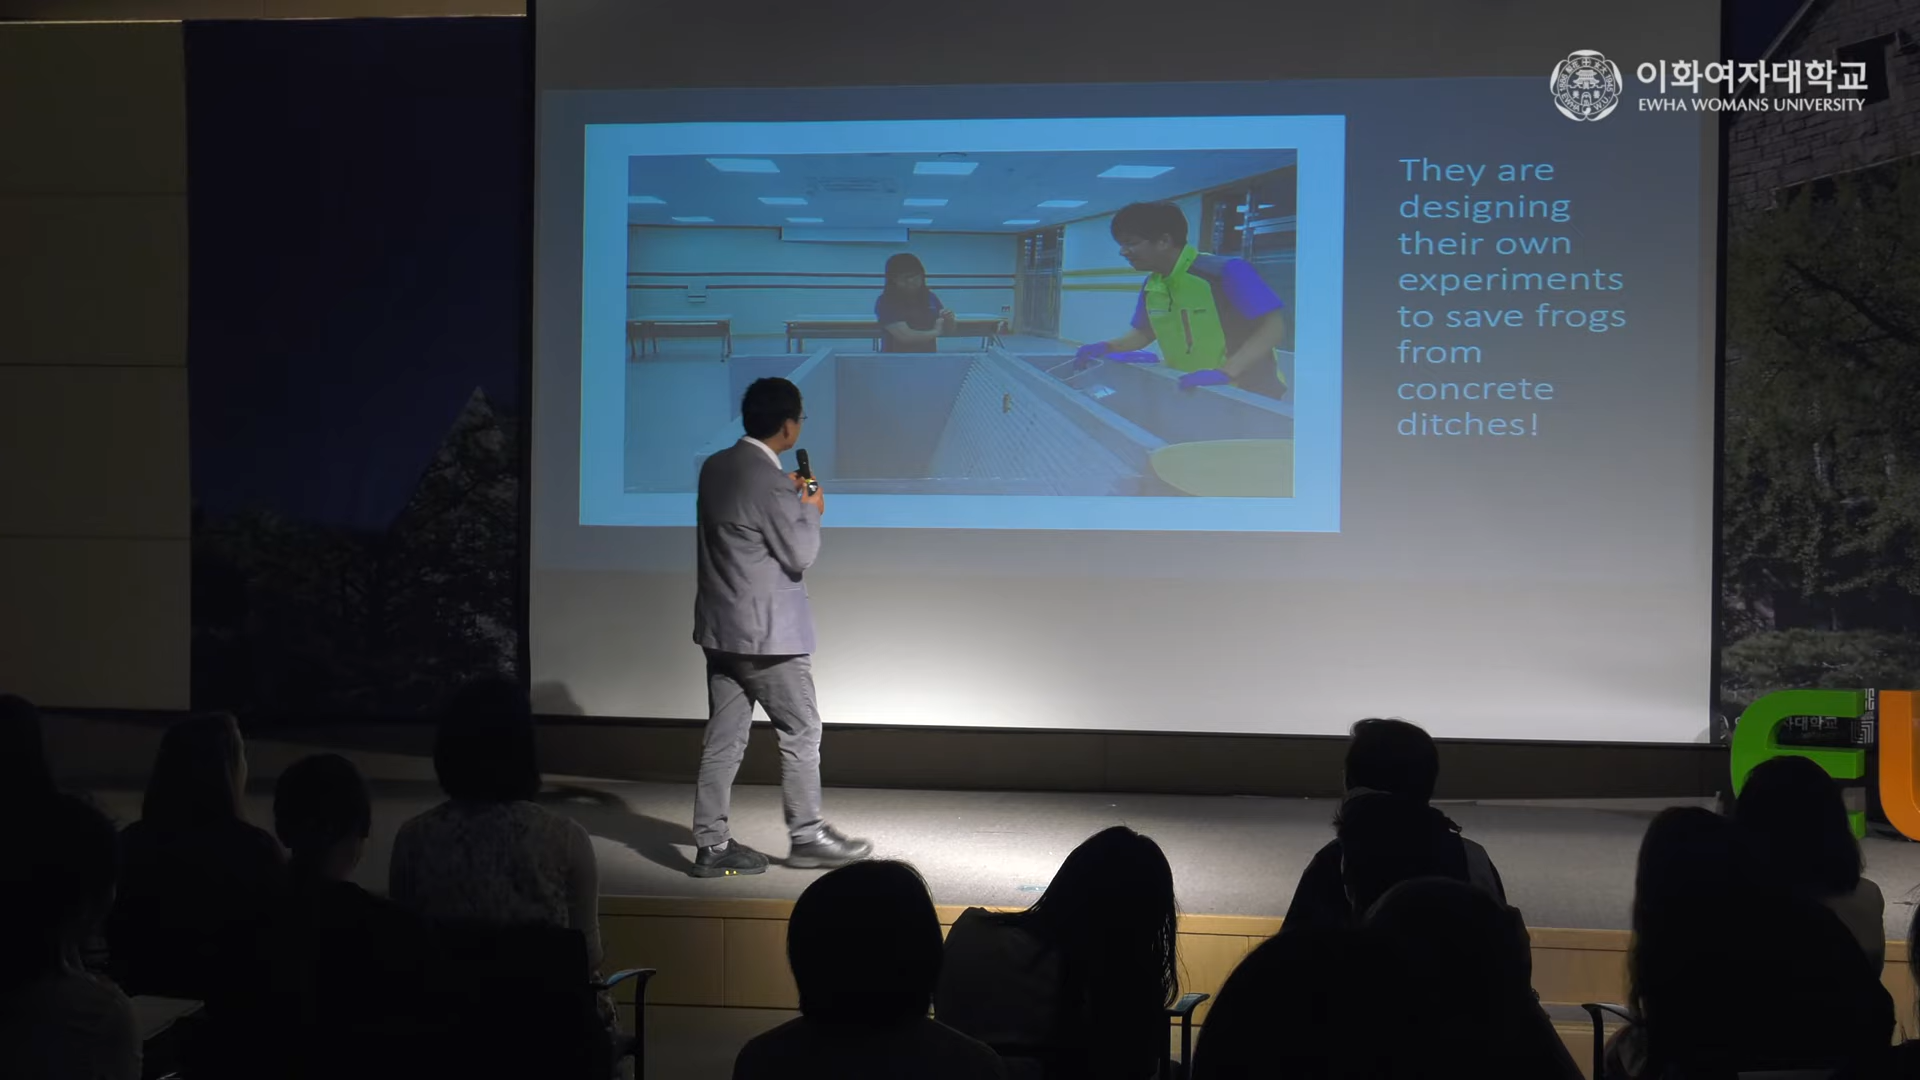 이화여자대학교
EWHA WOMANS UNIVERSITY
They are
designing
their own
experiments
to save frogs
from
concrete
ditches!